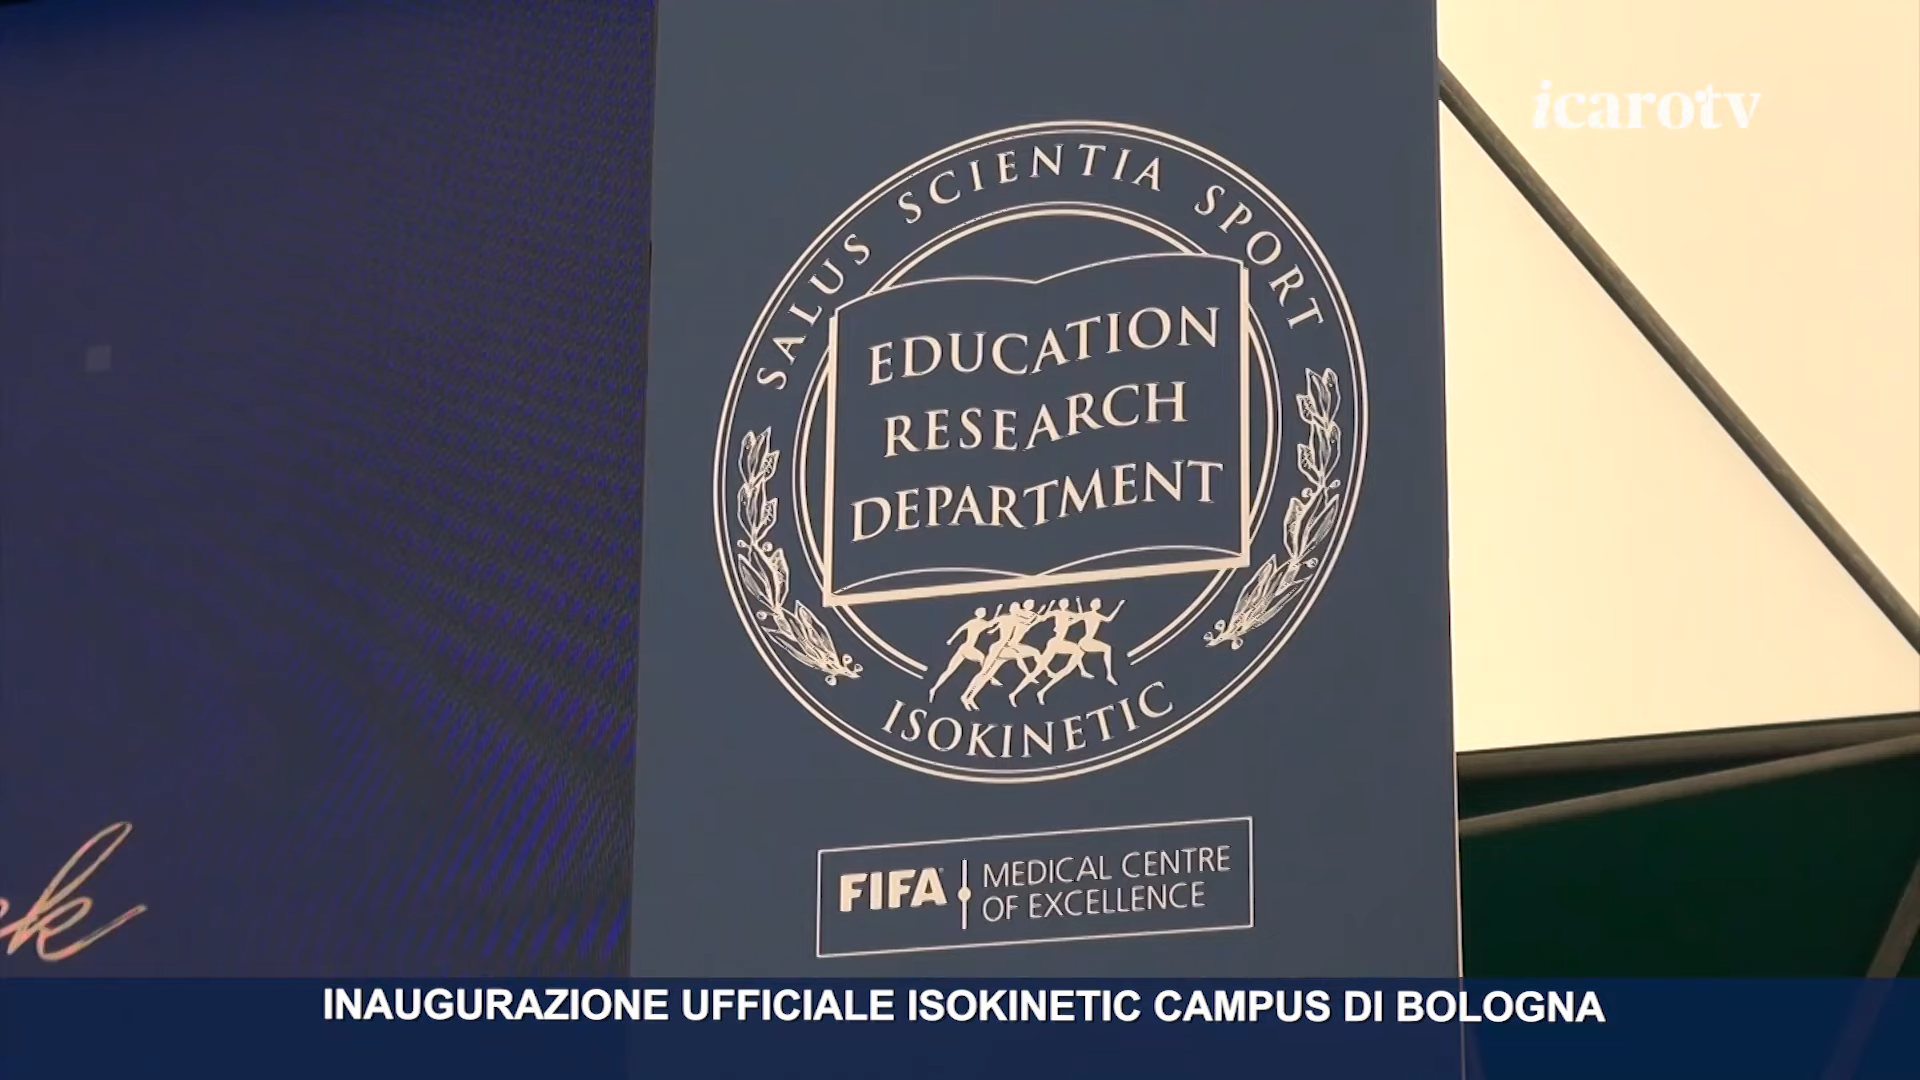 icarotv
SALUS SCIENTIA SPORT
EDUCATION
RESEARCH
DEPARTMENT
ISOKINETIC
FIFA MEDICAL CENTRE
OF EXCELLENCE
INAUGURAZIONE UFFICIALE ISOKINETIC CAMPUS DI BOLOGNA